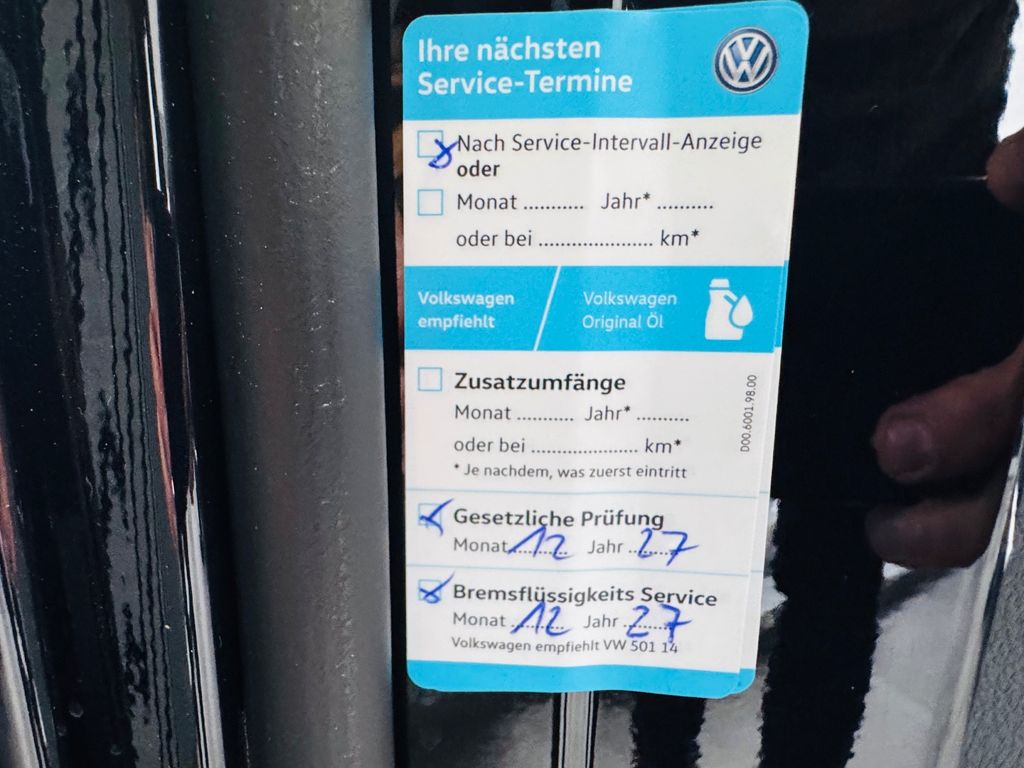 Ihre nächsten
Service-Termine
VW
Nach Service-Intervall-Anzeige
oder
Monat ........... Jahr* ..........
oder bei ..................... km*
Volkswagen
empfiehlt
Volkswagen
Original Öl
Zusatzumfänge
Monat ........... Jahr* ..........
oder bei .................... km*
* Je nachdem, was zuerst eintritt
D00.6001.98.00
Gesetzliche Prüfung
Monat 12 Jahr 27
Bremsflüssigkeits Service
Monat 12 Jahr 27
Volkswagen empfiehlt VW 501 14